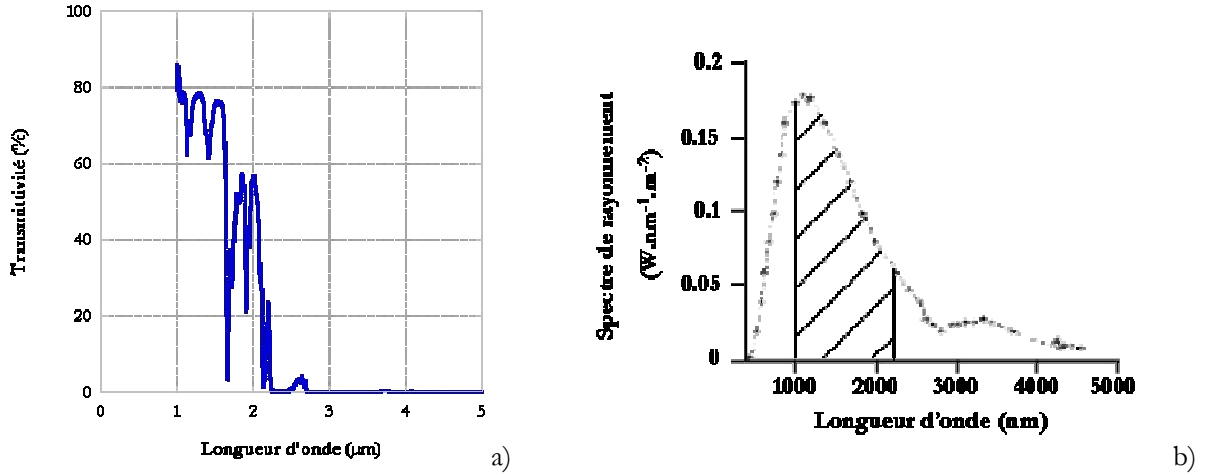 100
80
60
40
20
0
Transmittivité (%)
0 1 2 3 4 5
Longueur d'onde (µm)
a)
0.2
0.15
0.1
0.05
0
Spectre de rayonnement
(W.nm⁻¹.m⁻²)
1000 2000 3000 4000 5000
Longueur d'onde (nm)
b)